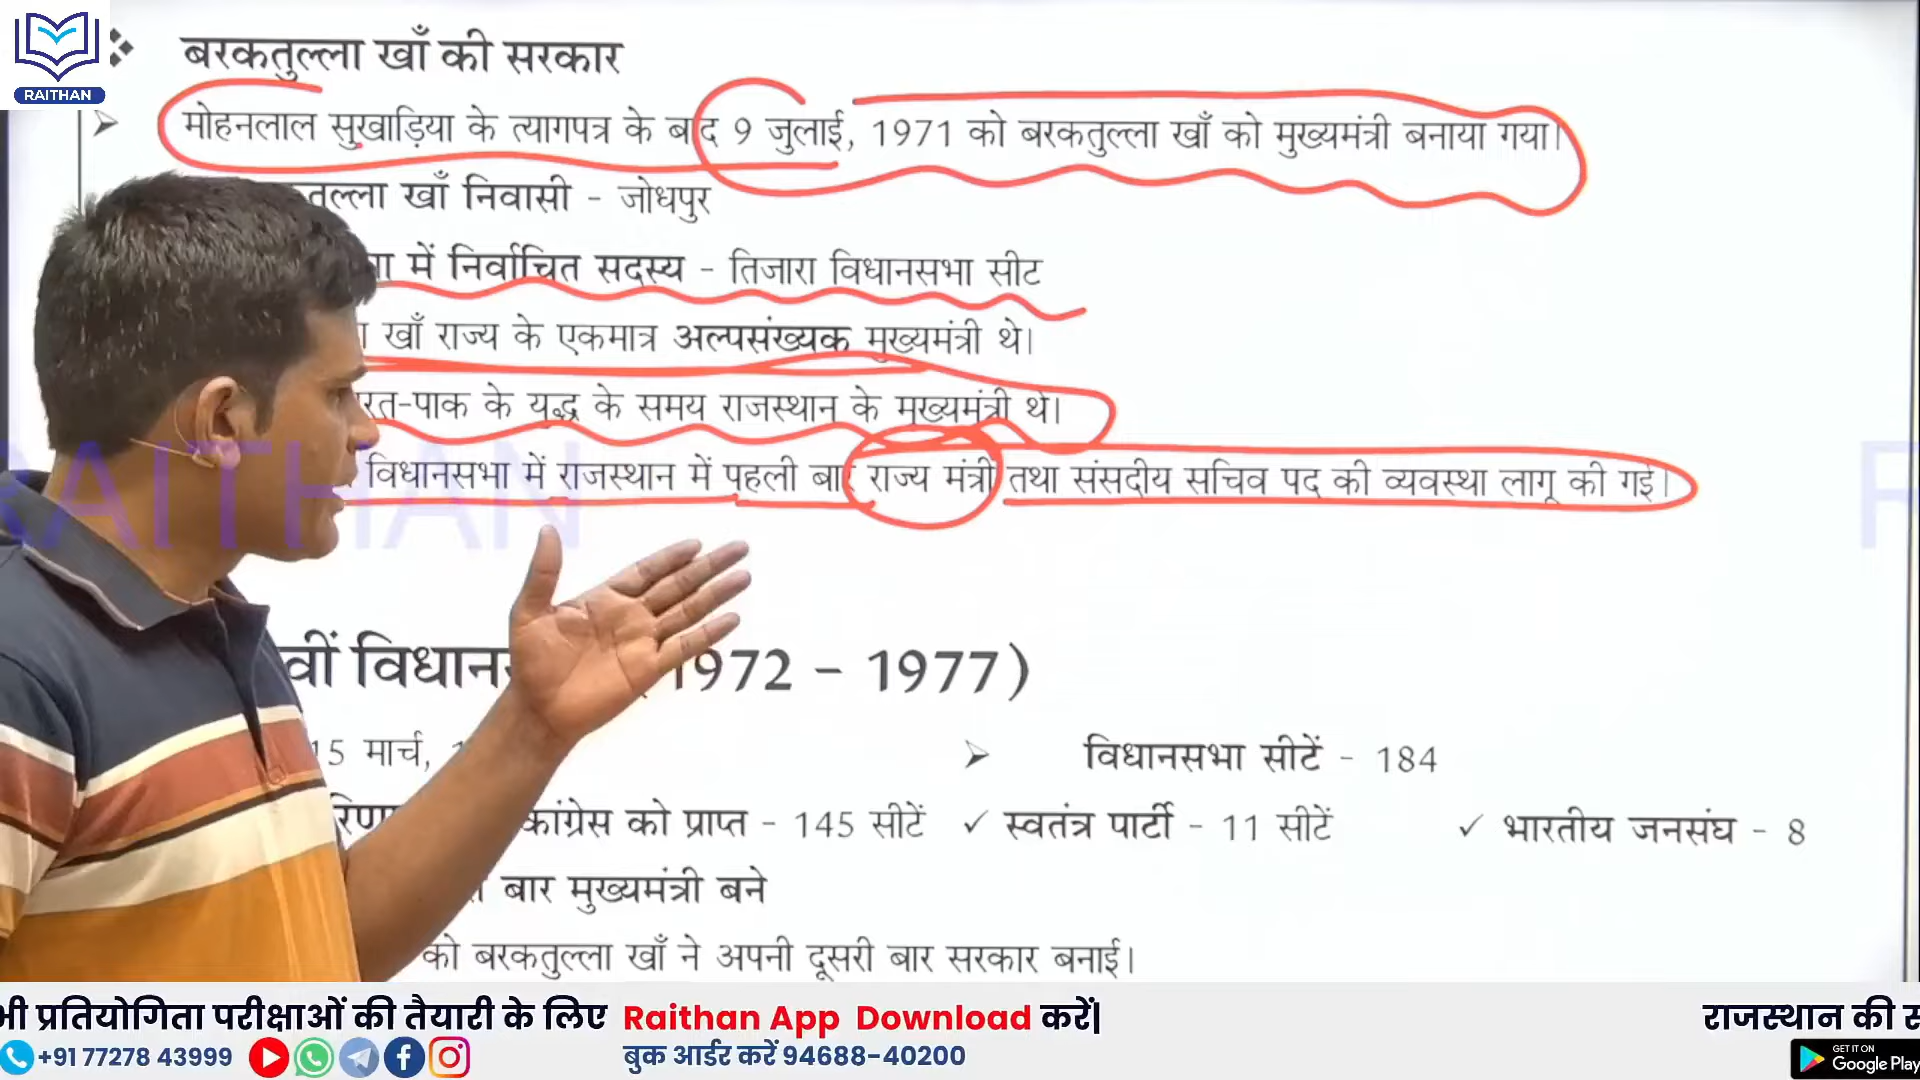 RAITHAN
बरकतुल्ला खाँ की सरकार
मोहनलाल सुखाड़िया के त्यागपत्र के बाद 9 जुलाई, 1971 को बरकतुल्ला खाँ को मुख्यमंत्री बनाया गया।
खाँ निवासी - जोधपुर
में निर्वाचित सदस्य - तिजारा विधानसभा सीट
खाँ राज्य के एकमात्र अल्पसंख्यक मुख्यमंत्री थे।
-पाक के युद्ध के समय राजस्थान के मुख्यमंत्री थे।
विधानसभा में राजस्थान में पहली बार राज्य मंत्री तथा संसदीय सचिव पद की व्यवस्था लागू की गई।
RAITHAN
वीं विधान 1972 - 1977)
15 मार्च,
विधानसभा सीटें - 184
कांग्रेस को प्राप्त - 145 सीटें ✓ स्वतंत्र पार्टी - 11 सीटें ✓ भारतीय जनसंघ - 8
बार मुख्यमंत्री बने
को बरकतुल्ला खाँ ने अपनी दूसरी बार सरकार बनाई।
भी प्रतियोगिता परीक्षाओं की तैयारी के लिए Raithan App Download करें|
राजस्थान की
+91 77278 43999
बुक आर्डर करें 94688-40200
GET IT ON
Google Play